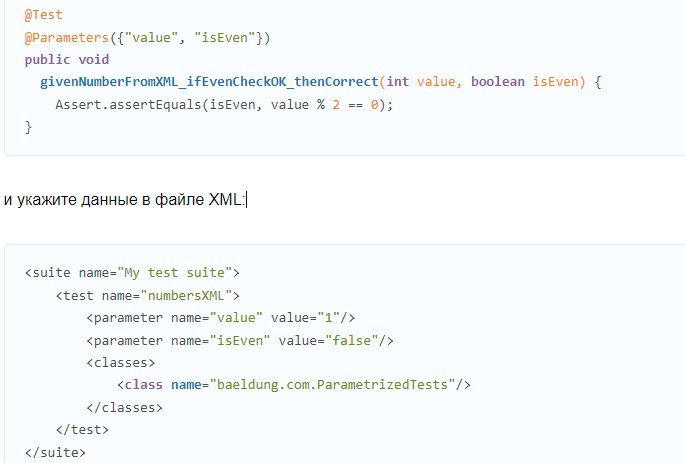 @Test
@Parameters({"value", "isEven"})
public void
  givenNumberFromXML_ifEvenCheckOK_thenCorrect(int value, boolean isEven) {
    Assert.assertEquals(isEven, value % 2 == 0);
}
и укажите данные в файле XML:
<suite name="My test suite">
    <test name="numbersXML">
        <parameter name="value" value="1"/>
        <parameter name="isEven" value="false"/>
        <classes>
            <class name="baeldung.com.ParametrizedTests"/>
        </classes>
    </test>
</suite>